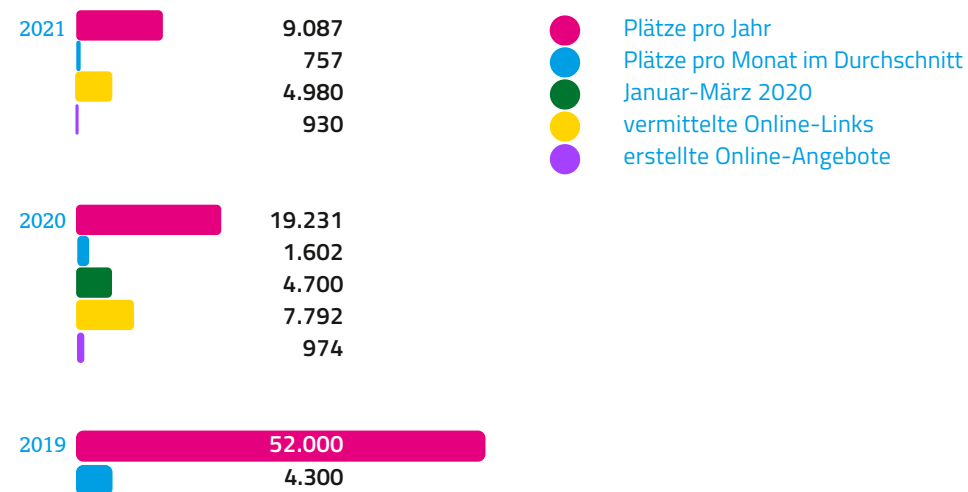 2021 9.087
757
4.980
930
Plätze pro Jahr
Plätze pro Monat im Durchschnitt
Januar-März 2020
vermittelte Online-Links
erstellte Online-Angebote
2020 19.231
1.602
4.700
7.792
974
2019 52.000
4.300